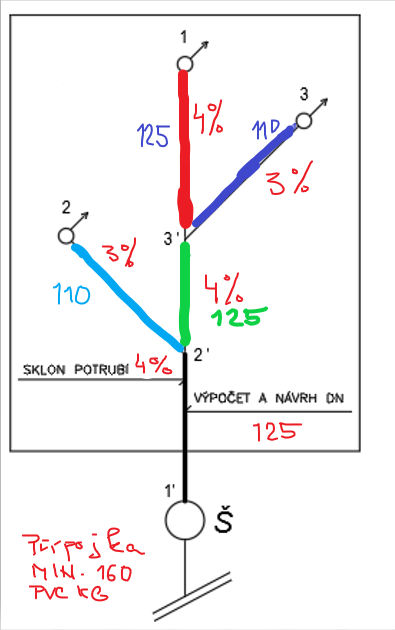 1
4%
125
3
110
3%
2
3%
3'
110
4%
125
2'
SKLON POTRUBÍ 4%
VÝPOČET A NÁVRH DN
125
1'
Š
Přípojka
MIN. 160
PVC KG